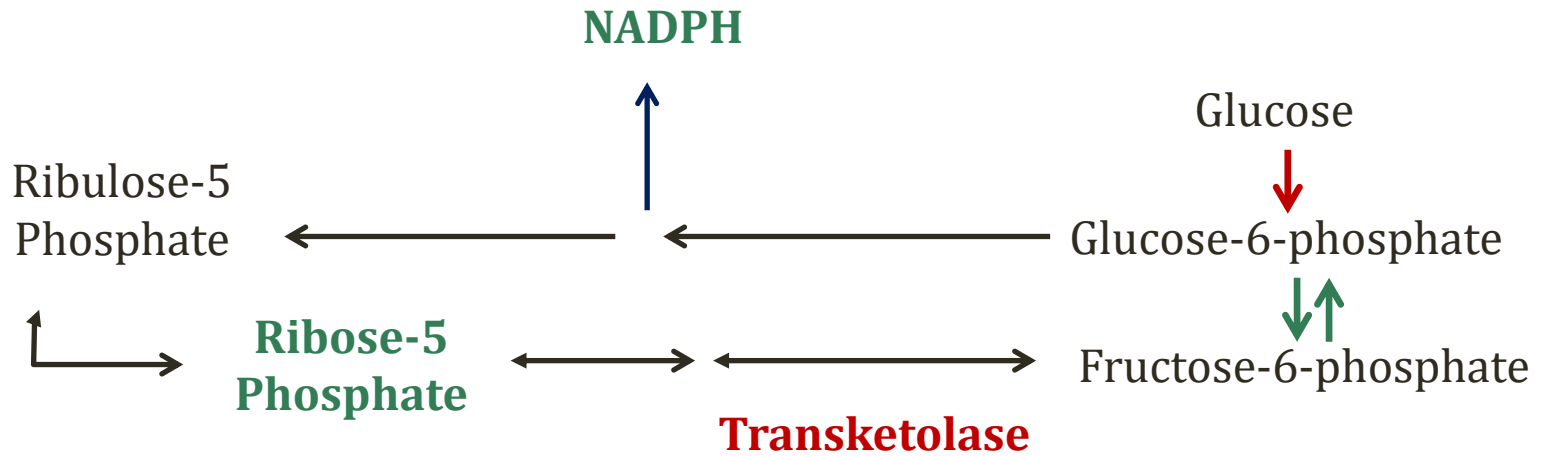 NADPH
Glucose
Ribulose-5
Phosphate
Glucose-6-phosphate
Ribose-5
Phosphate
Fructose-6-phosphate
Transketolase